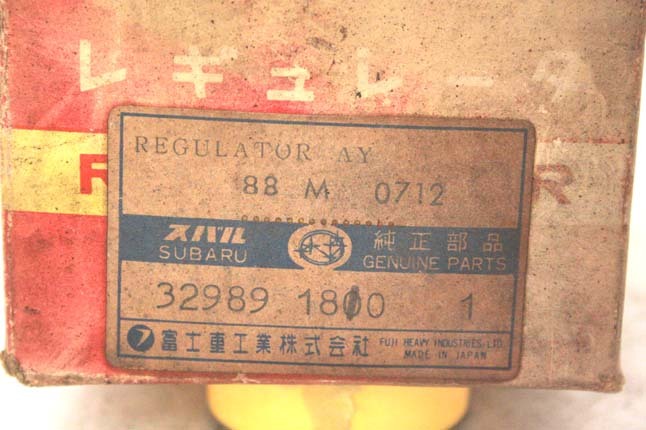 レギュレータ
R R
REGULATOR AY
88 M 0712
スバル 純正部品
SUBARU GENUINE PARTS
32989 1800 1
フ 富士重工業株式会社 FUJI HEAVY INDUSTRIES, LTD.
MADE IN JAPAN